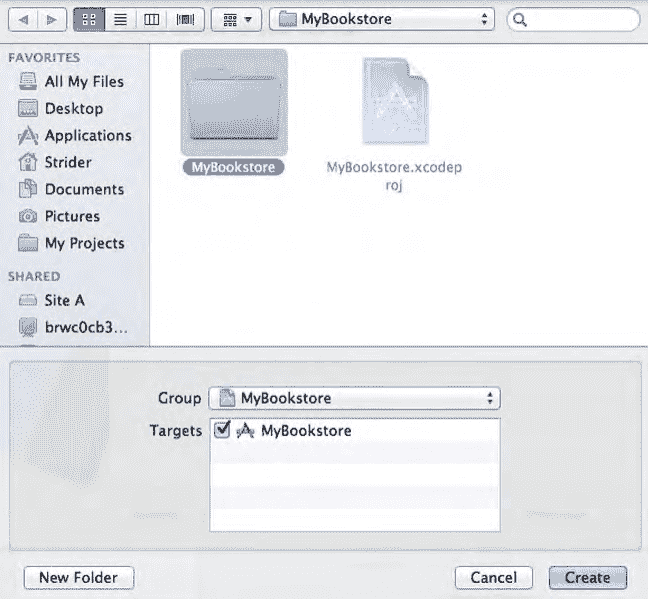 MyBookstore
FAVORITES
All My Files
Desktop
Applications
Strider
Documents
Pictures
My Projects
SHARED
Site A
brwc0cb3...
MyBookstore
MyBookstore.xcodep
roj
Group
MyBookstore
Targets
MyBookstore
New Folder
Cancel
Create